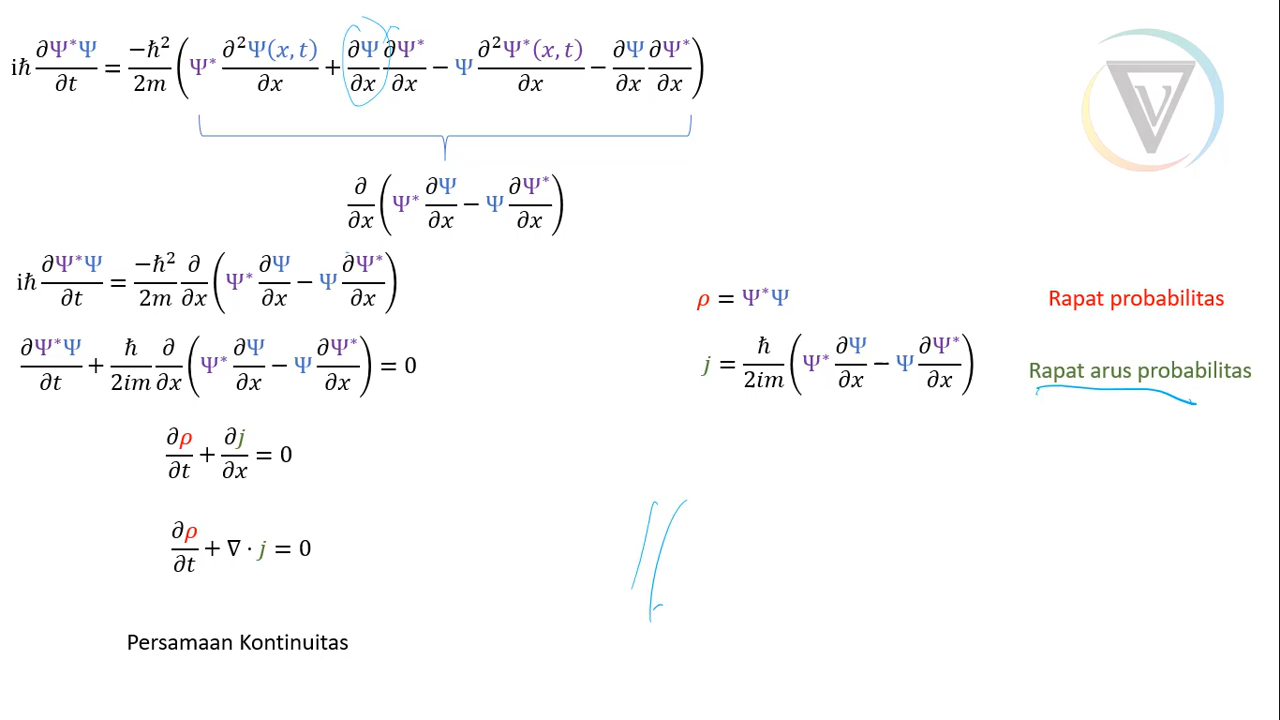 iħ ∂Ψ*Ψ/∂t = −ħ²/2m (Ψ* ∂²Ψ(x,t)/∂x + ∂Ψ/∂x ∂Ψ*/∂x − Ψ ∂²Ψ*(x,t)/∂x − ∂Ψ/∂x ∂Ψ*/∂x)
∂/∂x (Ψ* ∂Ψ/∂x − Ψ ∂Ψ*/∂x)
iħ ∂Ψ*Ψ/∂t = −ħ²/2m ∂/∂x (Ψ* ∂Ψ/∂x − Ψ ∂Ψ*/∂x)
ρ = Ψ*Ψ Rapat probabilitas
∂Ψ*Ψ/∂t + ħ/2im ∂/∂x (Ψ* ∂Ψ/∂x − Ψ ∂Ψ*/∂x) = 0
j = ħ/2im (Ψ* ∂Ψ/∂x − Ψ ∂Ψ*/∂x) Rapat arus probabilitas
∂ρ/∂t + ∂j/∂x = 0
∂ρ/∂t + ∇ · j = 0
Persamaan Kontinuitas